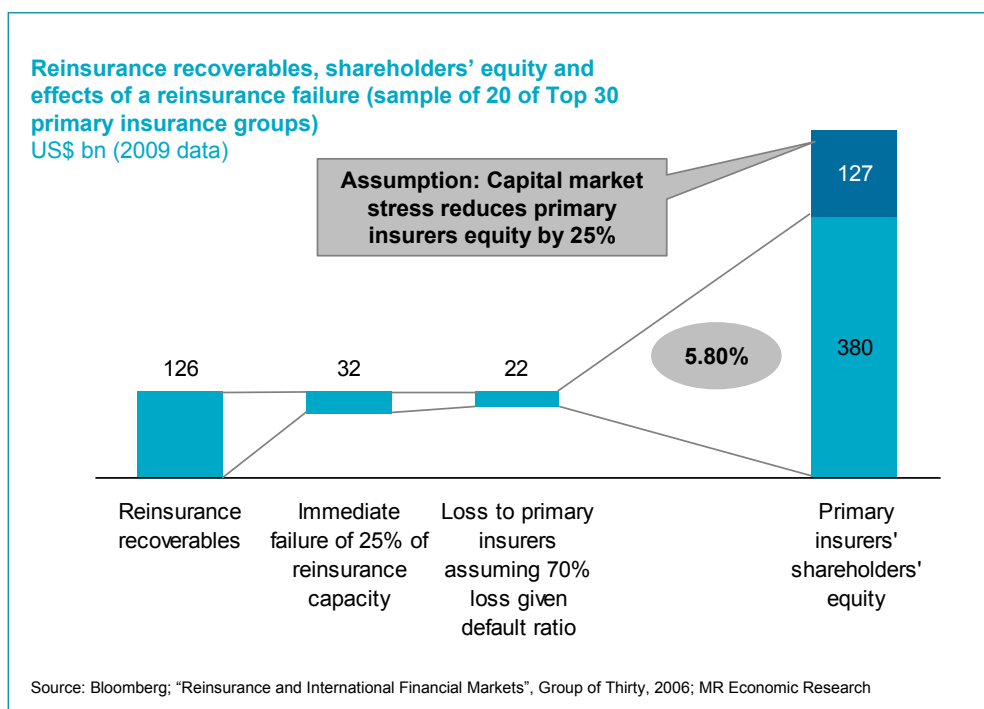 Reinsurance recoverables, shareholders’ equity and
effects of a reinsurance failure (sample of 20 of Top 30
primary insurance groups)
US$ bn (2009 data)
Assumption: Capital market
stress reduces primary
insurers equity by 25%
127
380
5.80%
126
32
22
Reinsurance
recoverables
Immediate
failure of 25% of
reinsurance
capacity
Loss to primary
insurers
assuming 70%
loss given
default ratio
Primary
insurers'
shareholders'
equity
Source: Bloomberg; “Reinsurance and International Financial Markets”, Group of Thirty, 2006; MR Economic Research